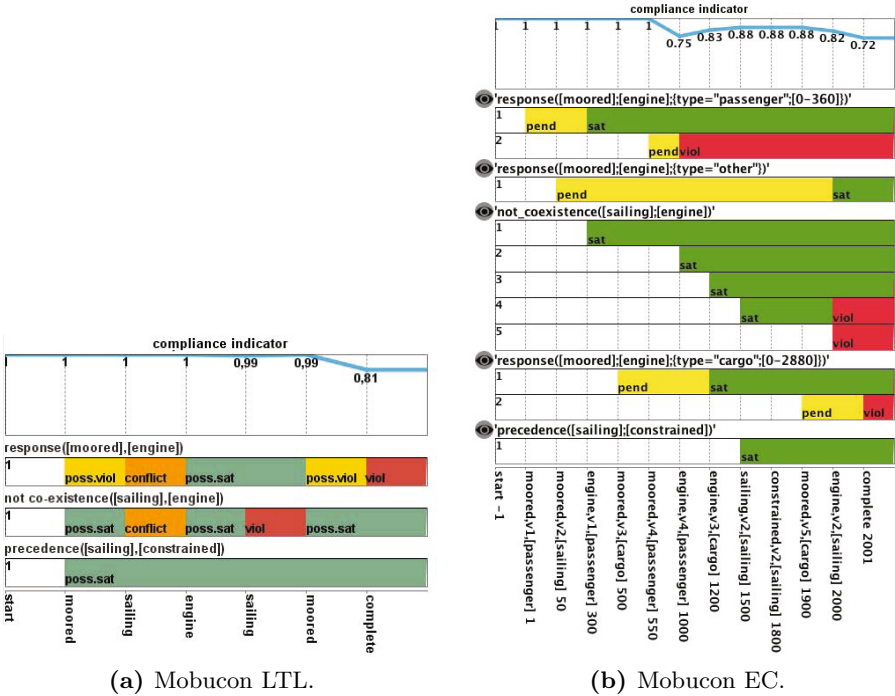 compliance indicator
1 1 1 1 0,99 0,99 0,81
response([moored],[engine])
1
poss.viol conflict poss.sat poss.viol viol
not co-existence([sailing],[engine])
1
poss.sat conflict poss.sat viol poss.sat
precedence([sailing],[constrained])
1
poss.sat
start
moored
sailing
engine
sailing
moored
complete
(a) Mobucon LTL.
compliance indicator
1 1 1 1 1 1 0.75 0.83 0.88 0.88 0.88 0.82 0.72
'response([moored];[engine];{type="passenger";[0-360]})'
1
pend sat
2
pend viol
'response([moored];[engine];{type="other"})'
1
pend sat
'not_coexistence([sailing];[engine])'
1
sat
2
sat
3
sat
4
sat viol
5
viol
'response([moored];[engine];{type="cargo";[0-2880]})'
1
pend sat
2
pend viol
'precedence([sailing];[constrained])'
1
sat
start -1
moored,v1,[passenger] 1
moored,v2,[sailing] 50
engine,v1,[passenger] 300
moored,v3,[cargo] 500
moored,v4,[passenger] 550
engine,v4,[passenger] 1000
engine,v3,[cargo] 1200
sailing,v2,[sailing] 1500
constrained,v2,[sailing] 1800
moored,v5,[cargo] 1900
engine,v2,[sailing] 2000
complete 2001
(b) Mobucon EC.